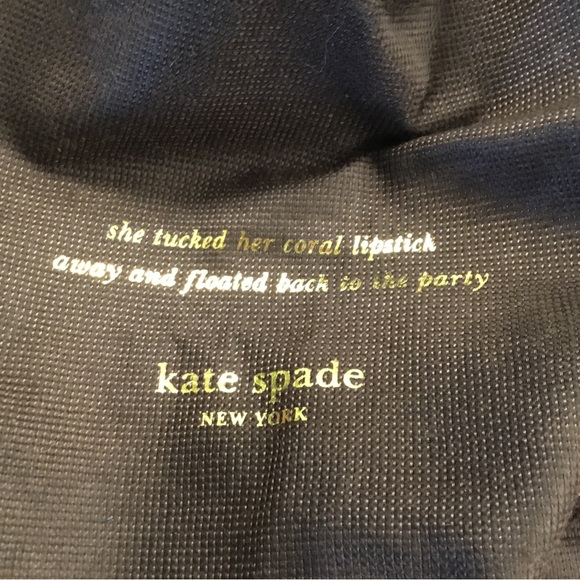 she tucked her coral lipstick
away and floated back to the party
kate spade
NEW YORK